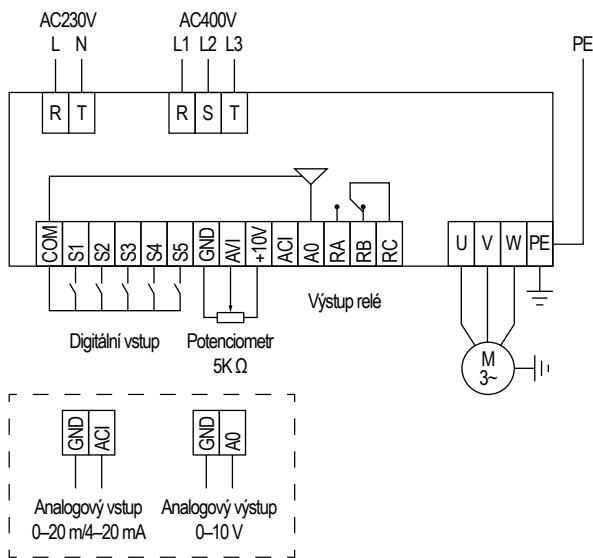 AC230V AC400V
L N L1 L2 L3 PE
R T R S T
COM S1 S2 S3 S4 S5 GND AVI +10V ACI A0 RA RB RC U V W PE
Výstup relé
Digitální vstup Potenciometr
5K Ω
M
3~
GND ACI GND A0
Analogový vstup Analogový výstup
0–20 m/4–20 mA 0–10 V